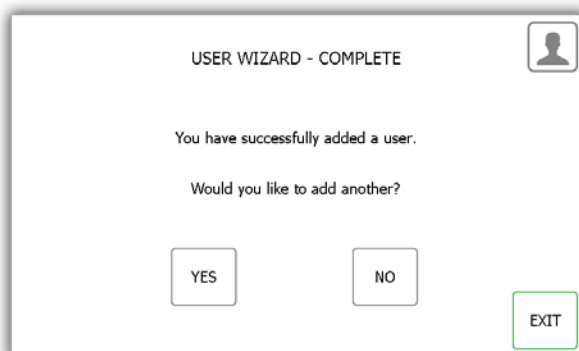 USER WIZARD - COMPLETE
You have successfully added a user.
Would you like to add another?
YES
NO
EXIT